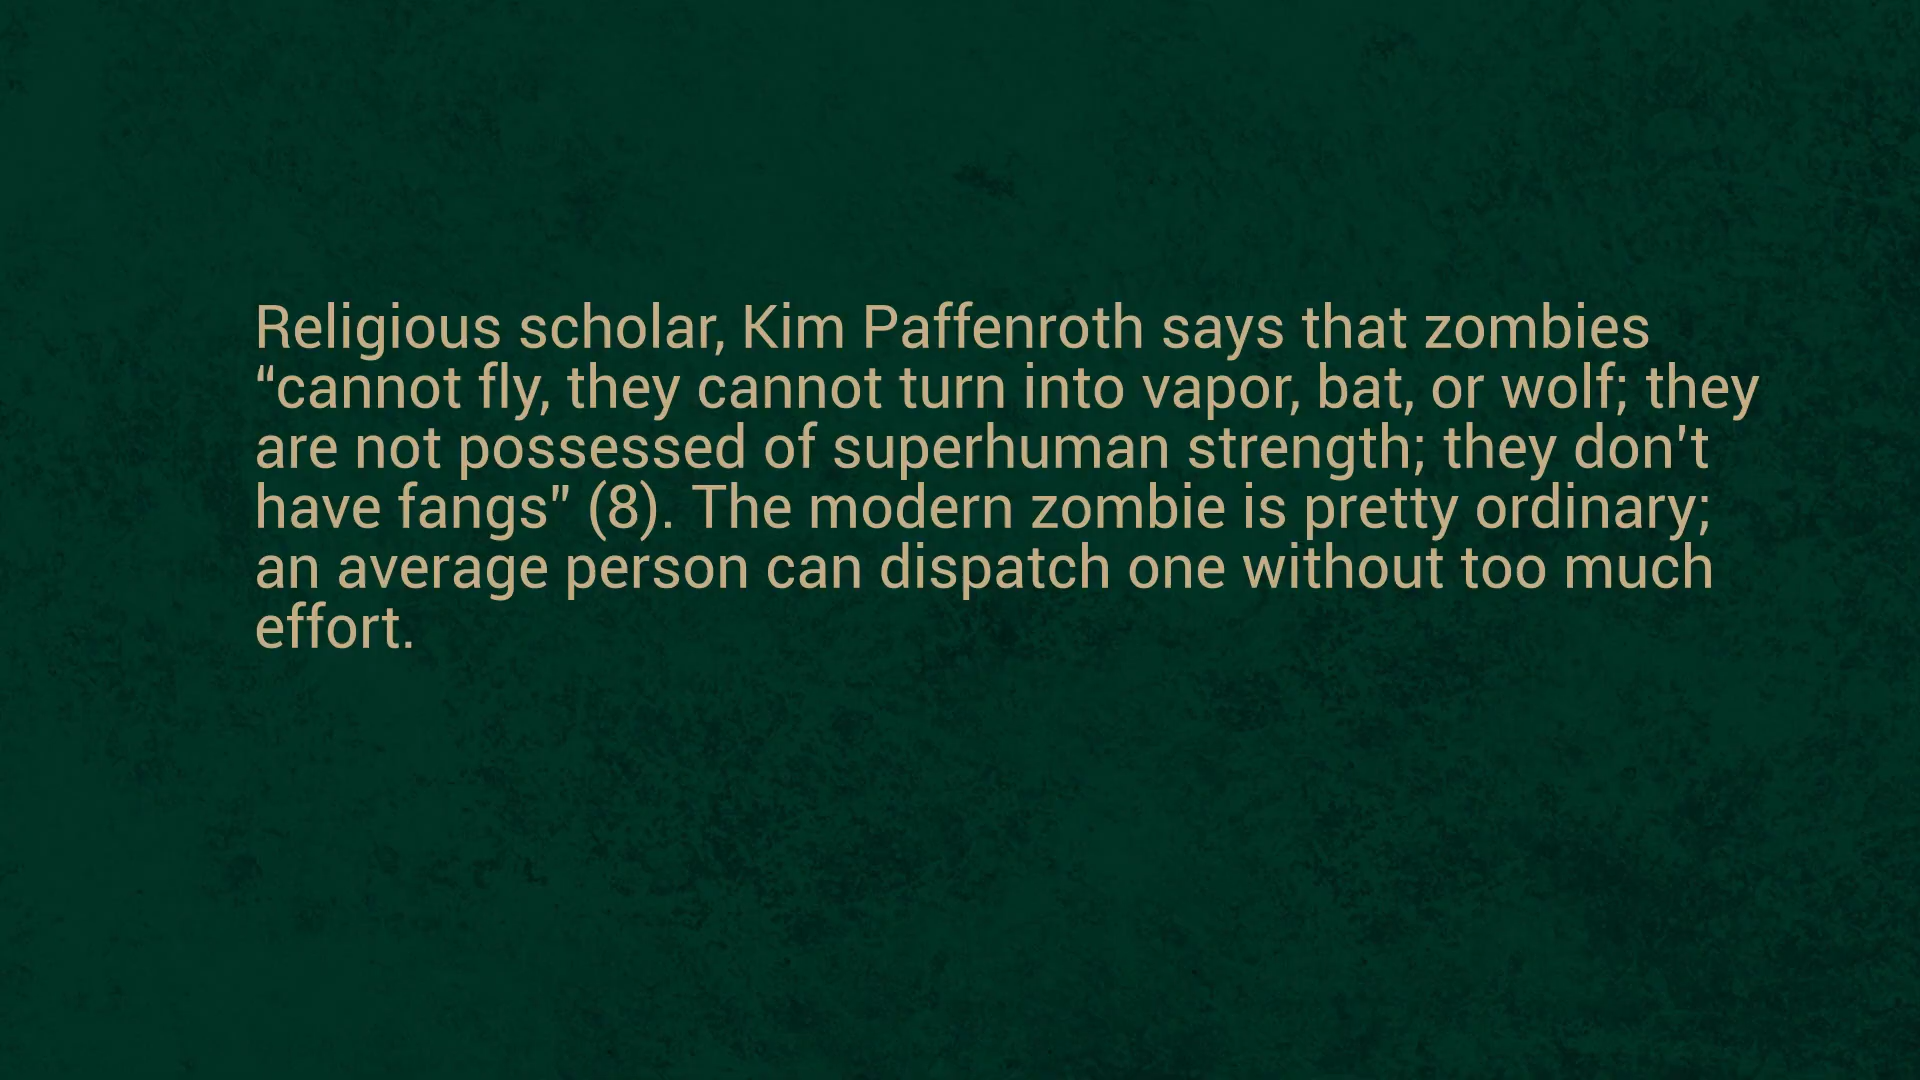 Religious scholar, Kim Paffenroth says that zombies
“cannot fly, they cannot turn into vapor, bat, or wolf; they
are not possessed of superhuman strength; they don't
have fangs” (8). The modern zombie is pretty ordinary;
an average person can dispatch one without too much
effort.